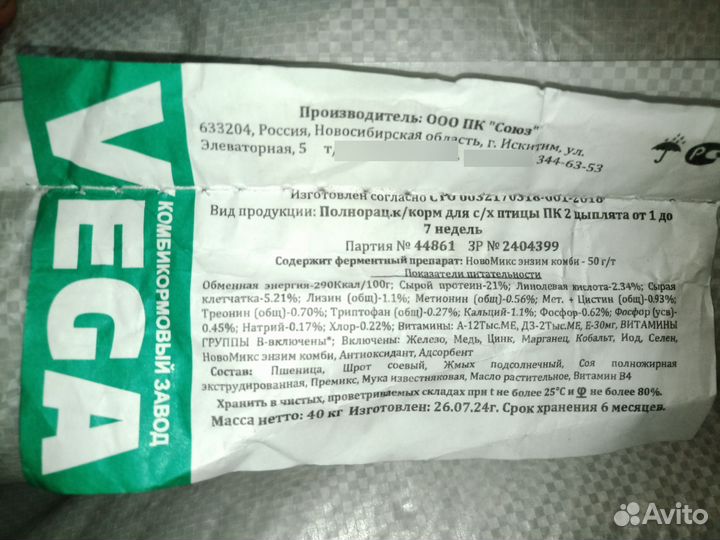 VEGA
КОМБИКОРМОВЫЙ ЗАВОД
Производитель: ООО ПК "Союз"
633204, Россия, Новосибирская область, г. Искитим, ул.
Элеваторная, 5 т/ 344-63-53
Изготовлен согласно СТО 0032170318-001-2018
Вид продукции: Полнорац.к/корм для с/х птицы ПК 2 цыплята от 1 до
7 недель
Партия № 44861 ЗР № 2404399
Содержит ферментный препарат: НовоМикс энзим комби - 50 г/т
Показатели питательности
Обменная энергия-290Ккал/100г; Сырой протеин-21%; Линолевая кислота-2.34%; Сырая
клетчатка-5.21%; Лизин (общ)-1.1%; Метионин (общ)-0.56%; Мет. + Цистин (общ)-0.93%;
Треонин (общ)-0.70%; Триптофан (общ)-0.27%; Кальций-1.1%; Фосфор-0.62%; Фосфор (усв)-
0.45%; Натрий-0.17%; Хлор-0.22%; Витамины: А-12Тыс.МЕ, Д3-2Тыс.МЕ, Е-30мг, ВИТАМИНЫ
ГРУППЫ В-включены*; Включены: Железо, Медь, Цинк, Марганец, Кобальт, Иод, Селен,
НовоМикс энзим комби, Антиоксидант, Адсорбент
Состав: Пшеница, Шрот соевый, Жмых подсолнечный, Соя полножирная
экструдированная, Премикс, Мука известняковая, Масло растительное, Витамин В4
Хранить в чистых, проветриваемых складах при t не более 25°С и φ не более 80%.
Масса нетто: 40 кг Изготовлен: 26.07.24г. Срок хранения 6 месяцев.
Avito